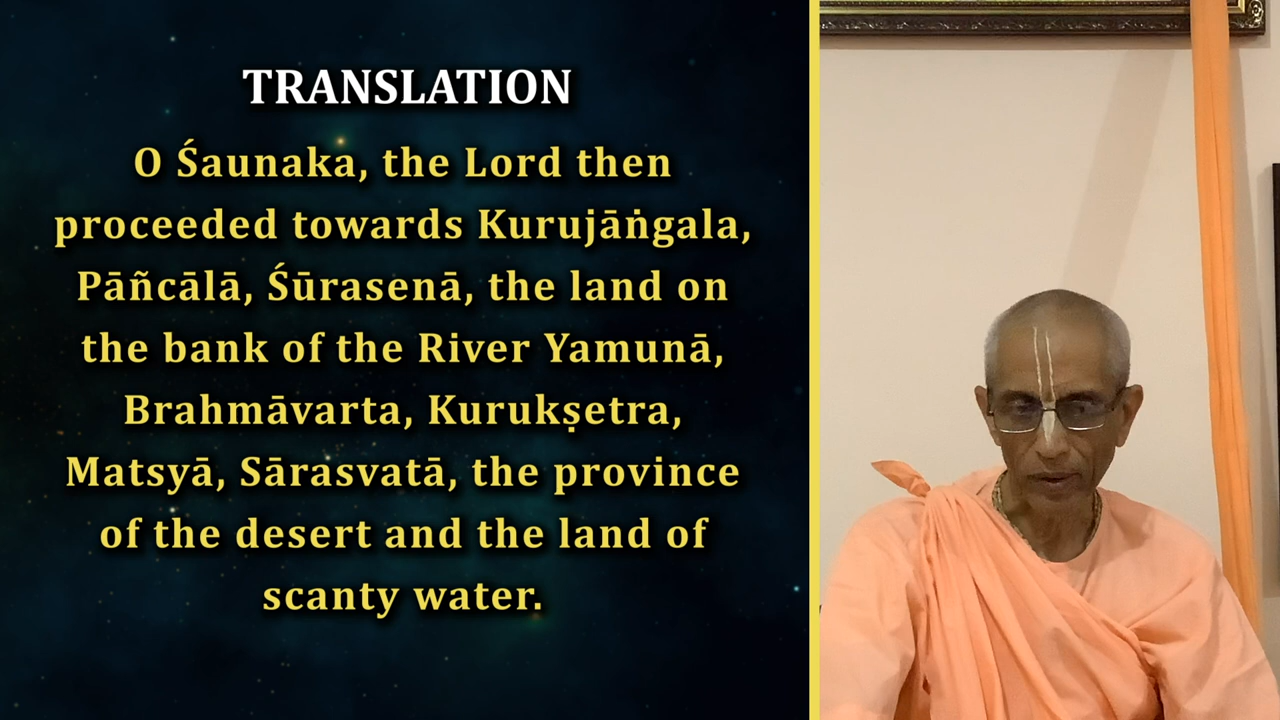 TRANSLATION
O Śaunaka, the Lord then
proceeded towards Kurujāṅgala,
Pāñcālā, Śūrasenā, the land on
the bank of the River Yamunā,
Brahmāvarta, Kurukṣetra,
Matsyā, Sārasvatā, the province
of the desert and the land of
scanty water.